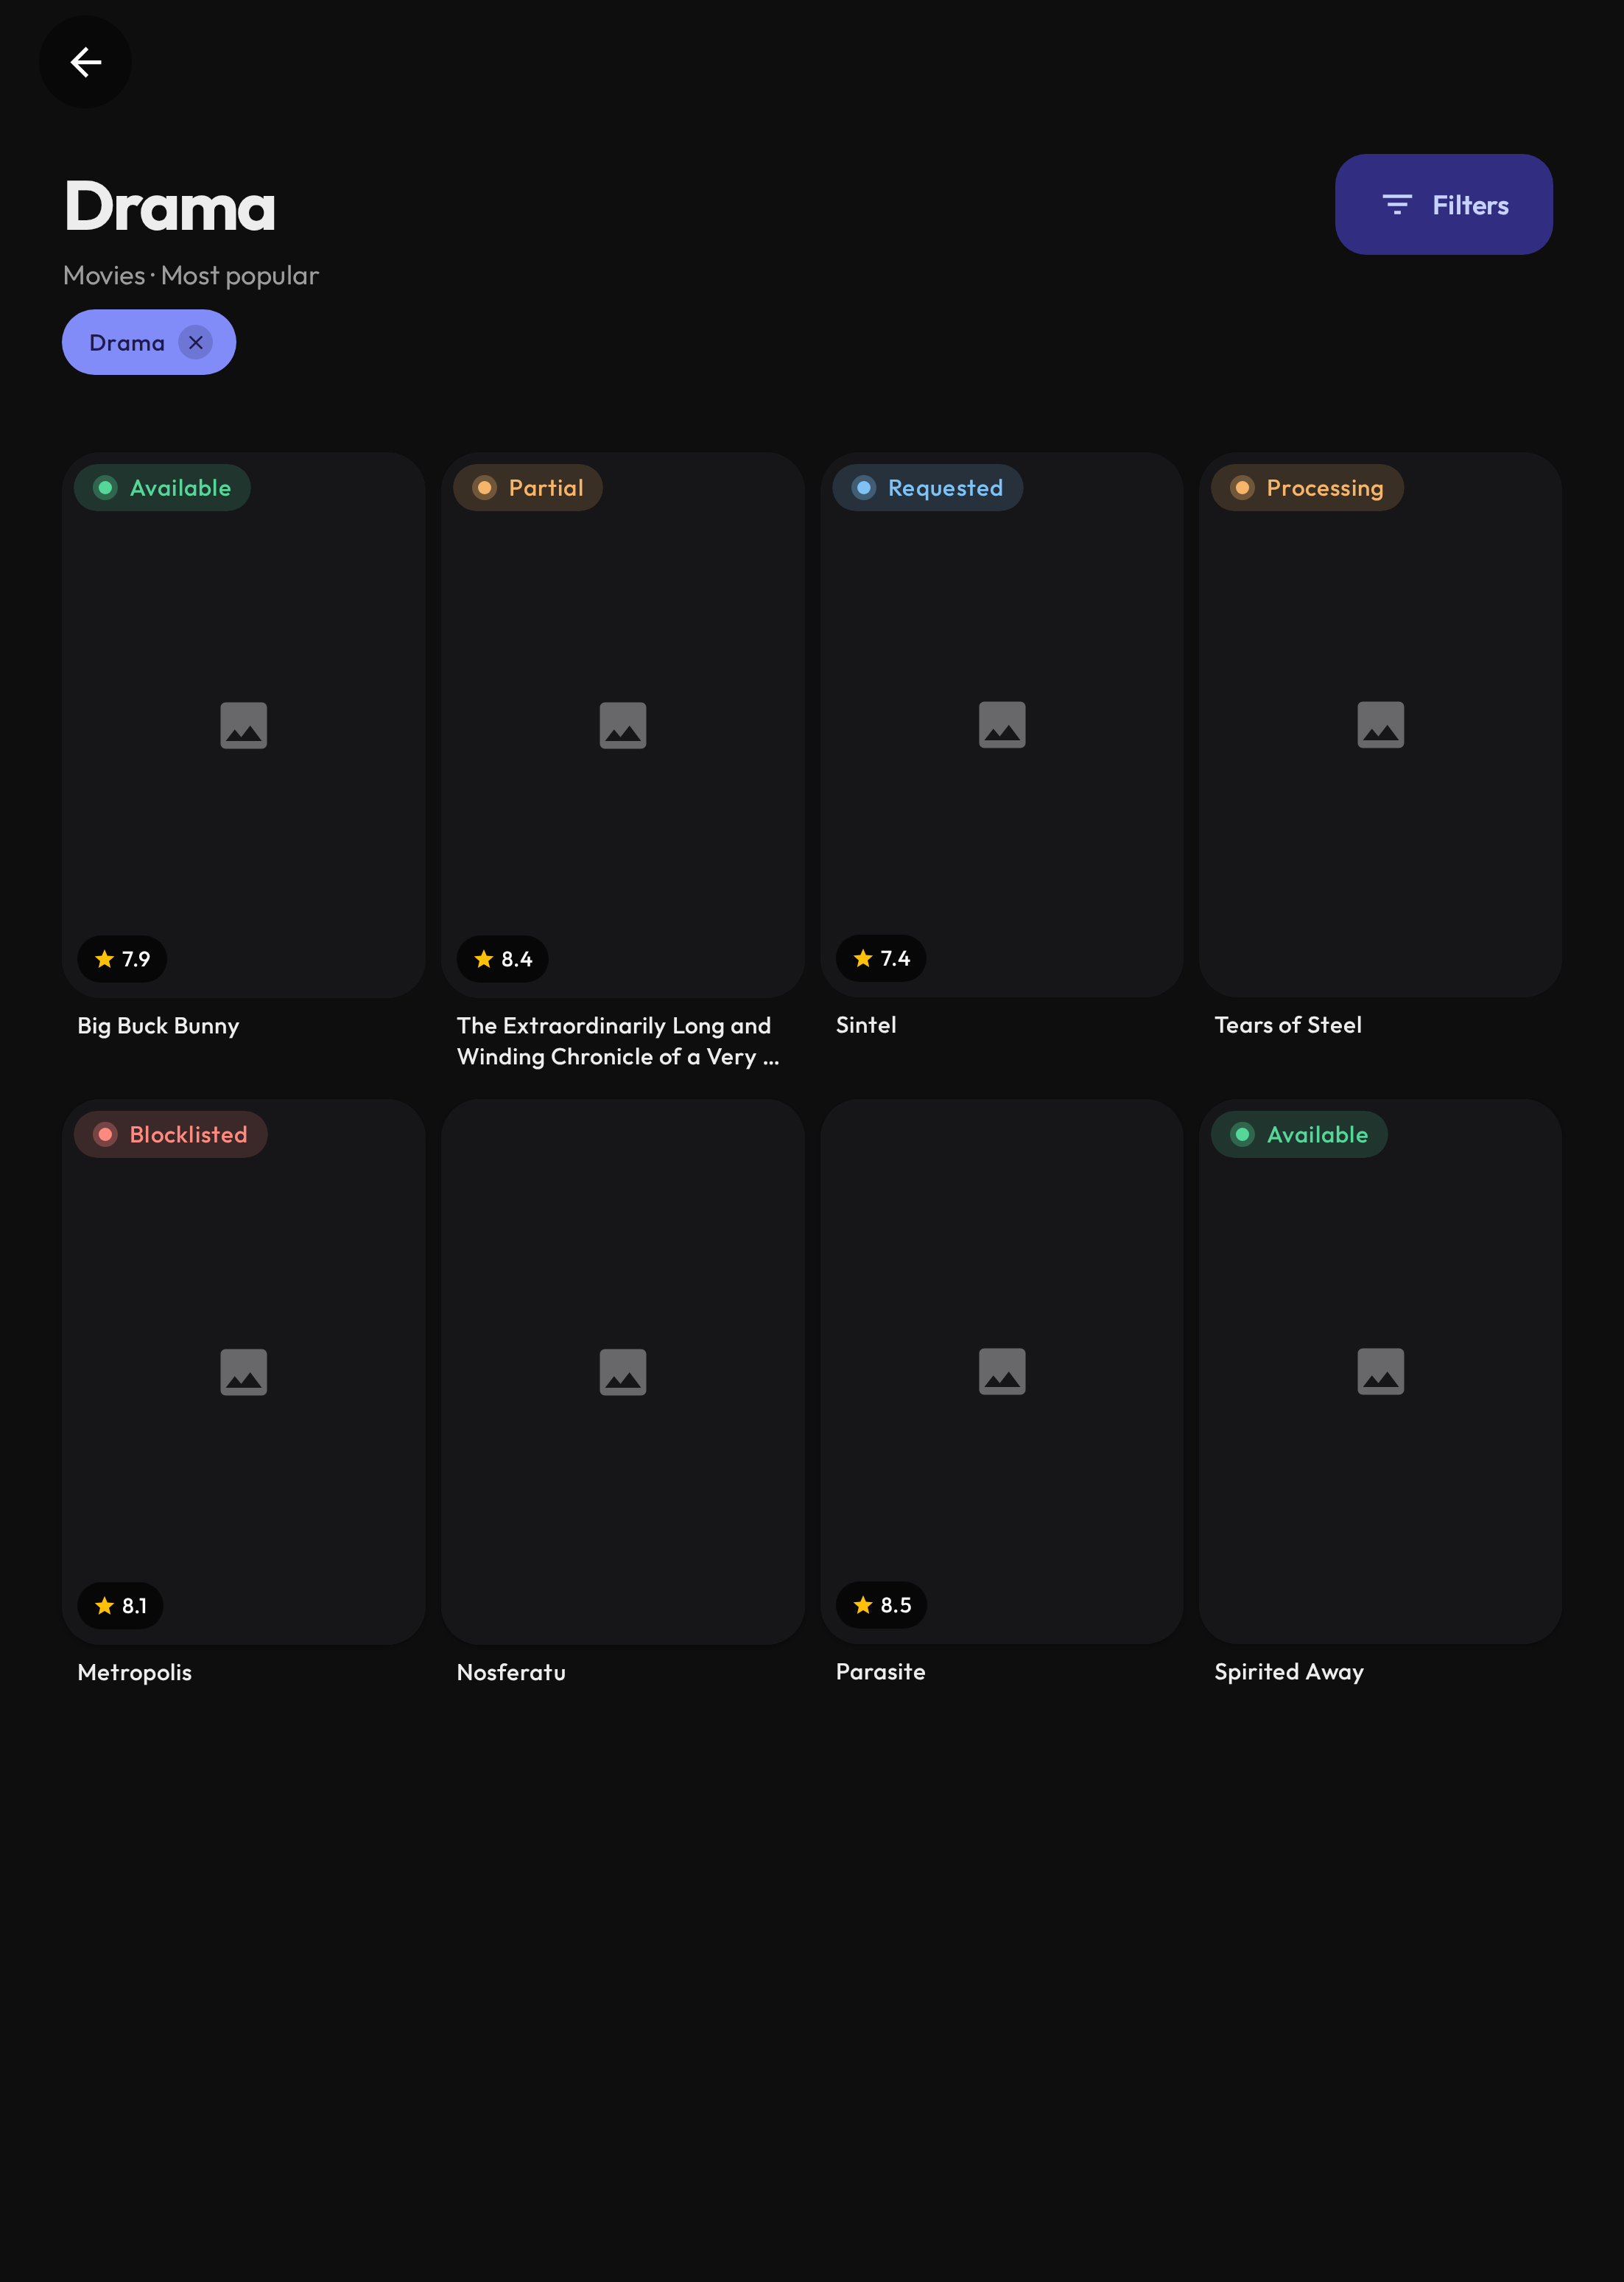 Drama
Filters
Movies · Most popular
Drama
Available
Partial
Requested
Processing
7.9
8.4
7.4
Big Buck Bunny
The Extraordinarily Long and
Winding Chronicle of a Very ...
Sintel
Tears of Steel
Blocklisted
Available
8.1
8.5
Metropolis
Nosferatu
Parasite
Spirited Away